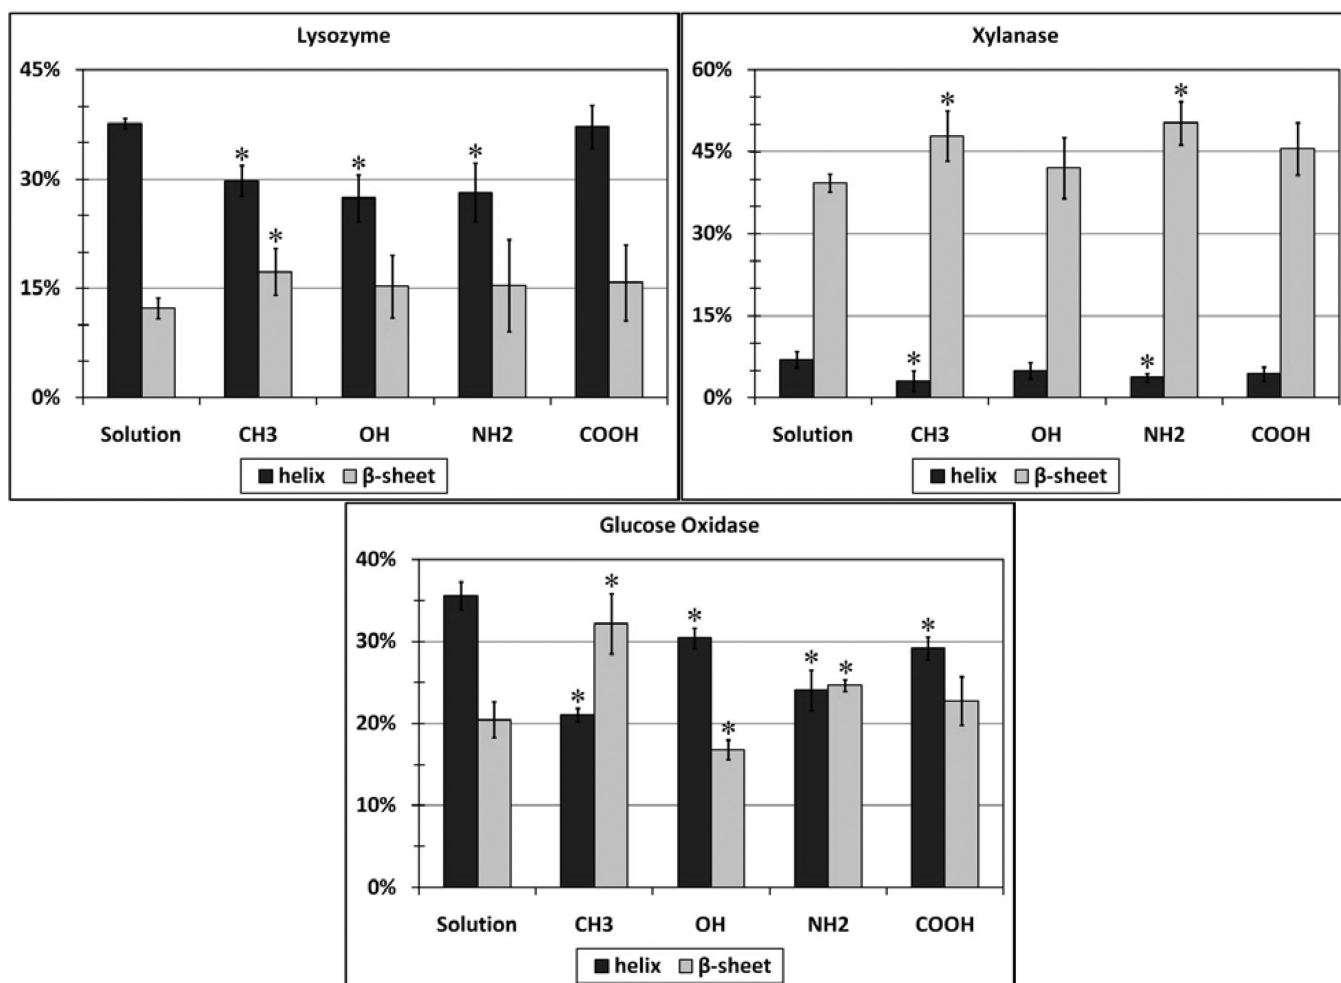 Lysozyme
45%
30%
15%
0%
* * * *
Solution CH3 OH NH2 COOH
helix β-sheet
Xylanase
60%
45%
30%
15%
0%
* * * *
Solution CH3 OH NH2 COOH
helix β-sheet
Glucose Oxidase
40%
30%
20%
10%
0%
* * * * * * *
Solution CH3 OH NH2 COOH
helix β-sheet